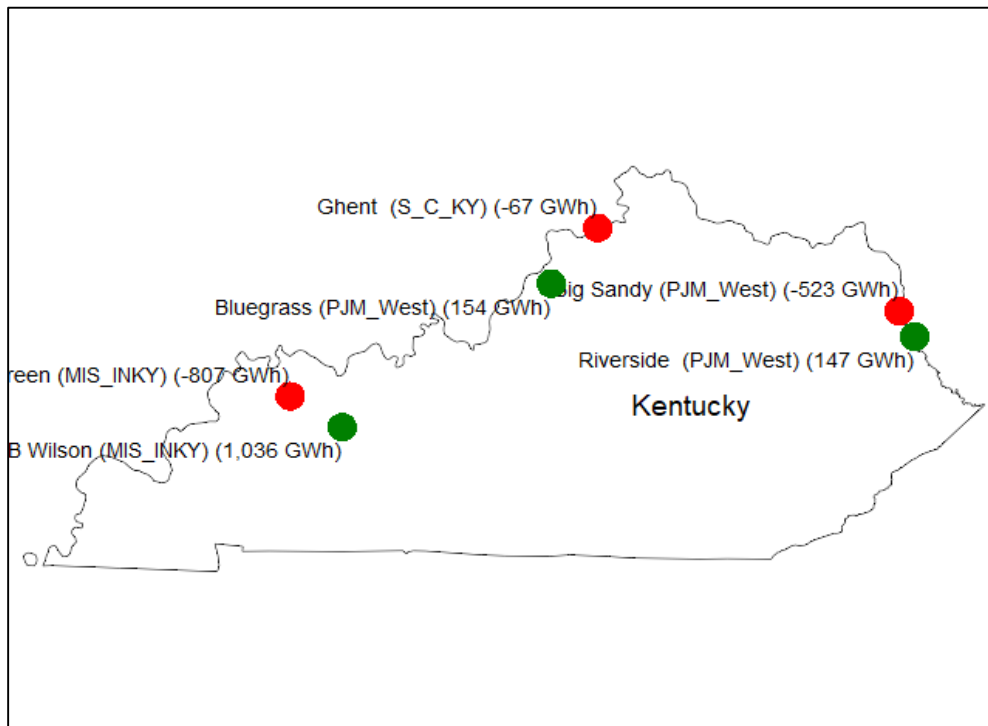 Ghent (S_C_KY) (-67 GWh)
Big Sandy (PJM_West) (-523 GWh)
Bluegrass (PJM_West) (154 GWh)
Riverside (PJM_West) (147 GWh)
reen (MIS_INKY) (-807 GWh)
Kentucky
B Wilson (MIS_INKY) (1,036 GWh)